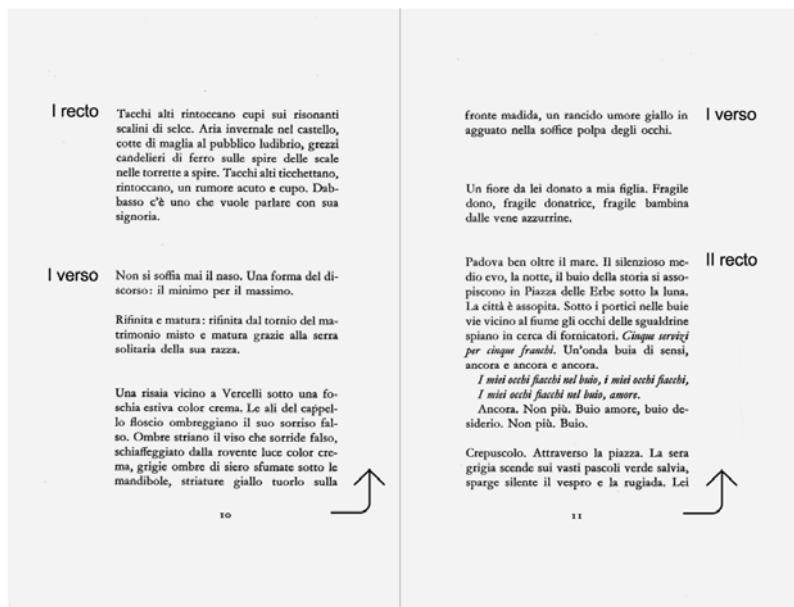 I recto
Tacchi alti rintoccano cupi sui risonanti
scalini di selce. Aria invernale nel castello,
cotte di maglia al pubblico ludibrio, grezzi
candelieri di ferro sulle spire delle scale
nelle torrette a spire. Tacchi alti ticchettano,
rintoccano, un rumore acuto e cupo. Dab-
basso c'è uno che vuole parlare con sua
signoria.
I verso
Non si soffia mai il naso. Una forma del di-
scorso: il minimo per il massimo.
Rifinita e matura: rifinita dal tornio del ma-
trimonio misto e matura grazie alla serra
solitaria della sua razza.
Una risaia vicino a Vercelli sotto una fo-
schia estiva color crema. Le ali del cappel-
lo floscio ombreggiano il suo sorriso fal-
so. Ombre striano il viso che sorride falso,
schiaffeggiato dalla rovente luce color cre-
ma, grigie ombre di siero sfumate sotto le
mandibole, striature giallo tuorlo sulla
10
fronte madida, un rancido umore giallo in
agguato nella soffice polpa degli occhi.
I verso
Un fiore da lei donato a mia figlia. Fragile
dono, fragile donatrice, fragile bambina
dalle vene azzurrine.
Padova ben oltre il mare. Il silenzioso me-
dio evo, la notte, il buio della storia si asso-
piscono in Piazza delle Erbe sotto la luna.
La città è assopita. Sotto i portici nelle buie
vie vicino al fiume gli occhi delle sgualdrine
spiano in cerca di fornicatori. Cinque servizi
per cinque franchi. Un'onda buia di sensi,
ancora e ancora e ancora.
I miei occhi fiacchi nel buio, i miei occhi fiacchi,
I miei occhi fiacchi nel buio, amore.
Ancora. Non più. Buio amore, buio de-
siderio. Non più. Buio.
II recto
Crepuscolo. Attraverso la piazza. La sera
grigia scende sui vasti pascoli verde salvia,
sparge silente il vespro e la rugiada. Lei
11